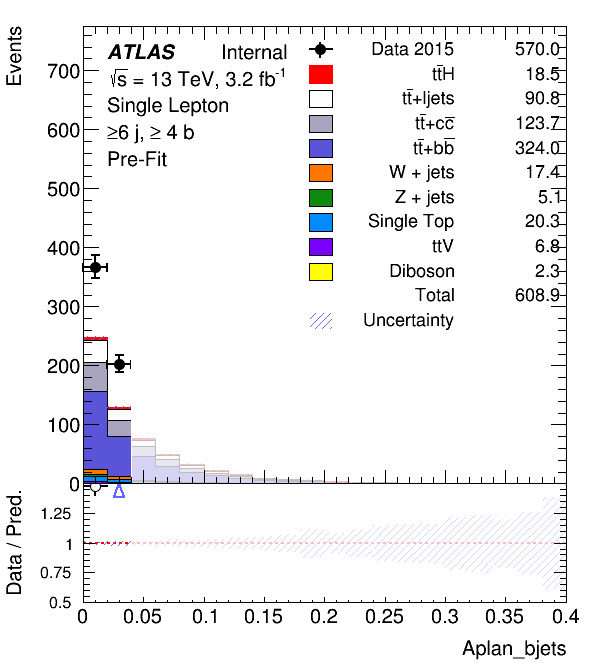 Events
700
600
500
400
300
200
100
0
ATLAS Internal
√s = 13 TeV, 3.2 fb⁻¹
Single Lepton
≥6 j, ≥ 4 b
Pre-Fit
Data 2015 570.0
tt̄H 18.5
tt̄+ljets 90.8
tt̄+cc̄ 123.7
tt̄+bb̄ 324.0
W + jets 17.4
Z + jets 5.1
Single Top 20.3
ttV 6.8
Diboson 2.3
Total 608.9
Uncertainty
Data / Pred.
1.25
1
0.75
0.5
0 0.05 0.1 0.15 0.2 0.25 0.3 0.35 0.4
Aplan_bjets